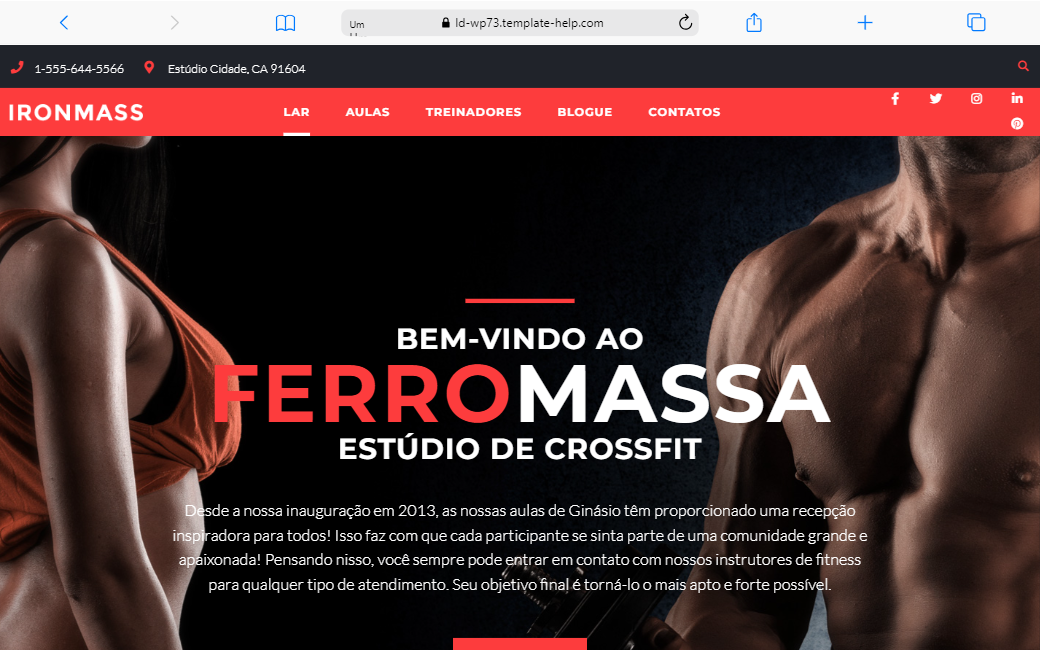 Um
ld-wp73.template-help.com
1-555-644-5566
Estúdio Cidade, CA 91604
IRONMASS
LAR
AULAS
TREINADORES
BLOGUE
CONTATOS
BEM-VINDO AO
FERROMASSA
ESTÚDIO DE CROSSFIT
Desde a nossa inauguração em 2013, as nossas aulas de Ginásio têm proporcionado uma recepção
inspiradora para todos! Isso faz com que cada participante se sinta parte de uma comunidade grande e
apaixonada! Pensando nisso, você sempre pode entrar em contato com nossos instrutores de fitness
para qualquer tipo de atendimento. Seu objetivo final é torná-lo o mais apto e forte possível.